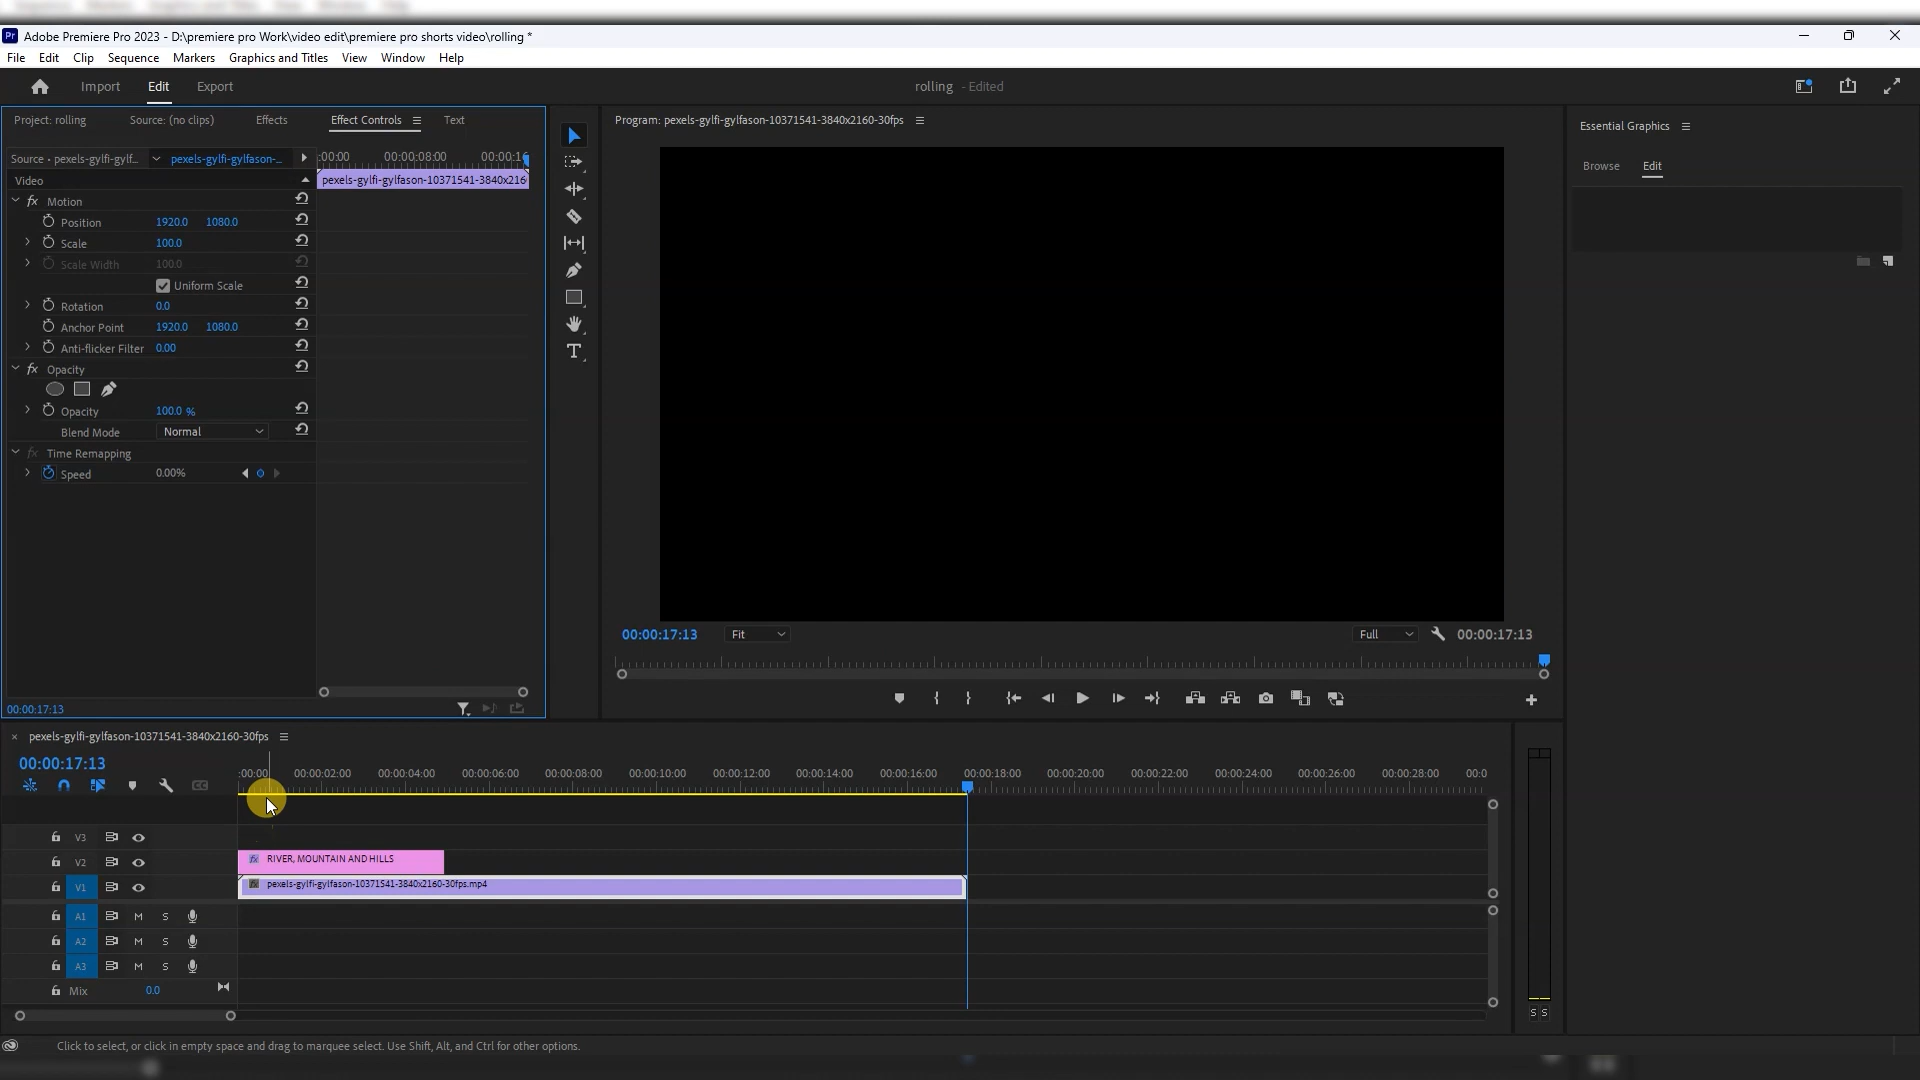 Adobe Premiere Pro 2023 - D:\premiere pro Work\video edit\premiere pro shorts video\rolling *
File Edit Clip Sequence Markers Graphics and Titles View Window Help
Import Edit Export
rolling - Edited
Project: rolling Source: (no clips) Effects Effect Controls Text
Program: pexels-gylfi-gylfason-10371541-3840x2160-30fps
Essential Graphics
Browse Edit
Source • pexels-gylfi-gylf... pexels-gylfi-gylfason-...
:00:00 00:00:08:00 00:00:16
Video
pexels-gylfi-gylfason-10371541-3840x216
fx Motion
Position 1920.0 1080.0
Scale 100.0
Scale Width 100.0
Uniform Scale
Rotation 0.0
Anchor Point 1920.0 1080.0
Anti-flicker Filter 0.00
fx Opacity
Opacity 100.0 %
Blend Mode Normal
fx Time Remapping
Speed 0.00%
00:00:17:13
00:00:17:13 Fit Full 00:00:17:13
pexels-gylfi-gylfason-10371541-3840x2160-30fps
00:00:17:13
:00:00 00:00:02:00 00:00:04:00 00:00:06:00 00:00:08:00 00:00:10:00 00:00:12:00 00:00:14:00 00:00:16:00 00:00:18:00 00:00:20:00 00:00:22:00 00:00:24:00 00:00:26:00 00:00:28:00 00:0
V3
V2 fx RIVER, MOUNTAIN AND HILLS
V1 fx pexels-gylfi-gylfason-10371541-3840x2160-30fps.mp4
A1 M S
A2 M S
A3 M S
Mix 0.0
S S
Click to select, or click in empty space and drag to marquee select. Use Shift, Alt, and Ctrl for other options.